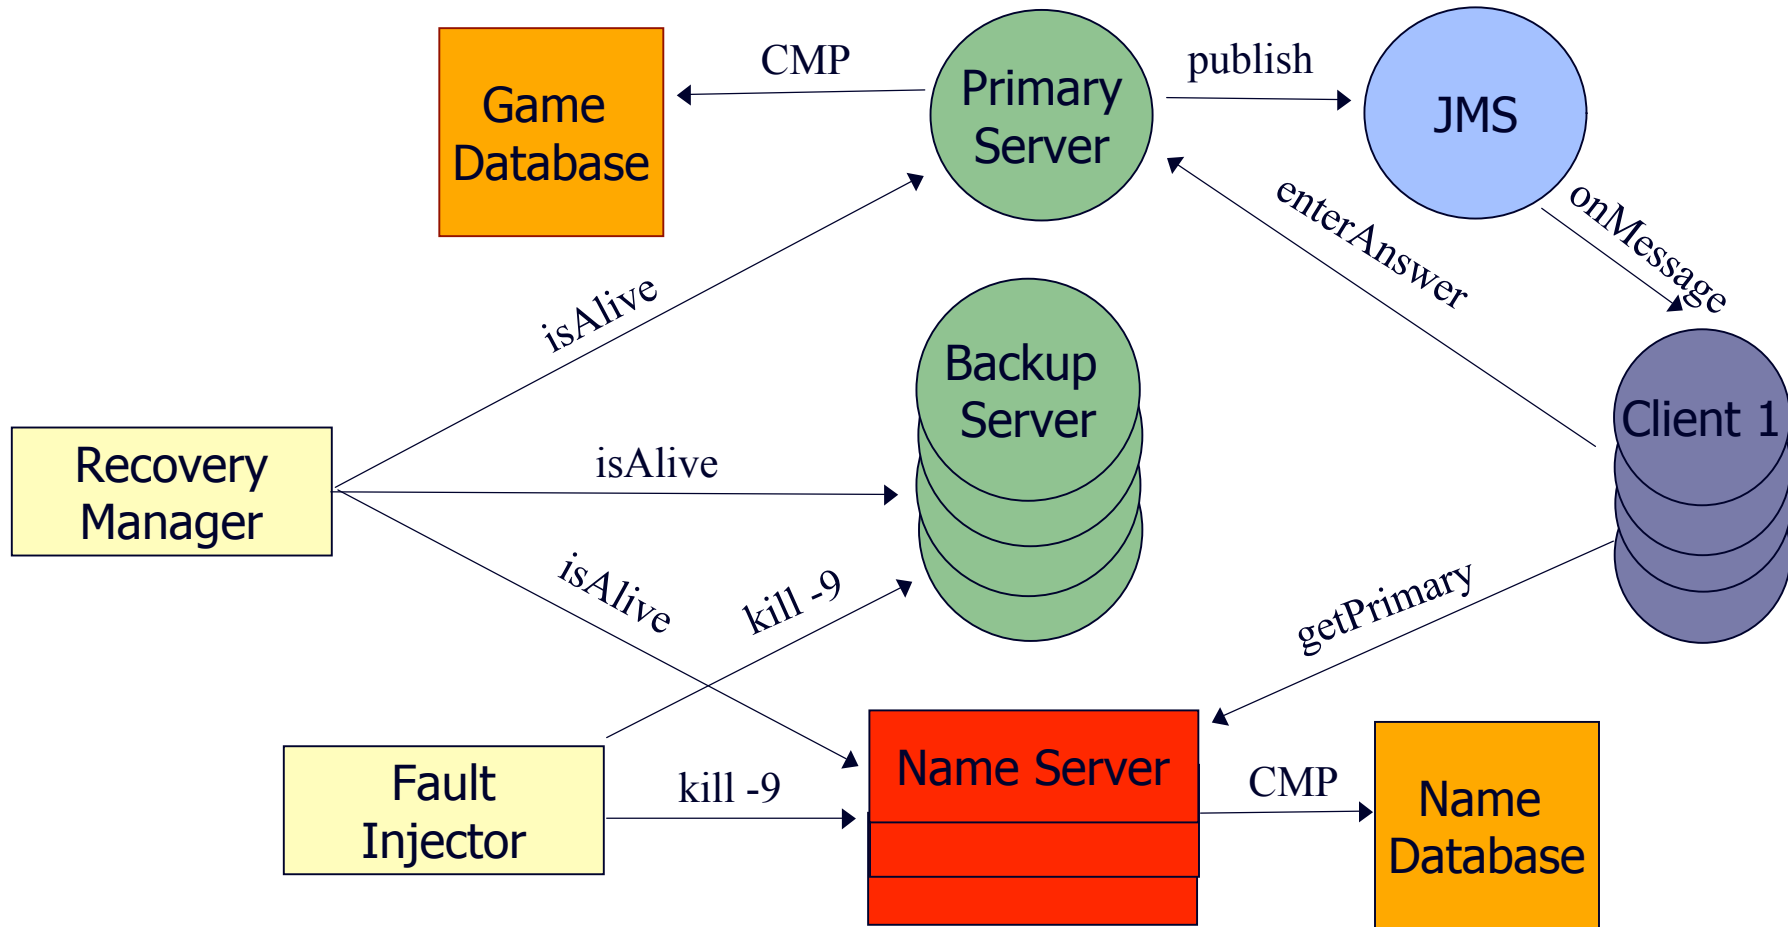 CMP
publish
Game
Database
Primary
Server
JMS
enterAnswer
onMessage
isAlive
Backup
Server
Client 1
Recovery
Manager
isAlive
isAlive
kill -9
getPrimary
Fault
Injector
kill -9
Name Server
CMP
Name
Database